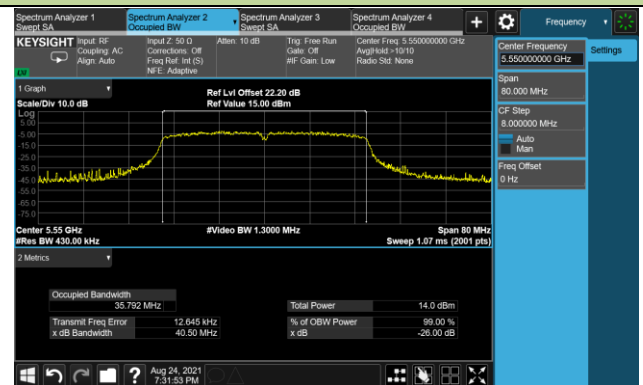 Spectrum Analyzer 1
Swept SA
Spectrum Analyzer 2
Occupied BW
Spectrum Analyzer 3
Swept SA
Spectrum Analyzer 4
Occupied BW
+
Frequency
KEYSIGHT
Input: RF
Coupling: AC
Align: Auto
Input Z: 50 Ω
Corrections: Off
Freq Ref: Int (S)
NFE: Adaptive
Atten: 10 dB
Trig: Free Run
Gate: Off
#IF Gain: Low
Center Freq: 5.550000000 GHz
Avg|Hold:>10/10
Radio Std: None
Center Frequency
5.550000000 GHz
Settings
Span
80.000 MHz
CF Step
8.000000 MHz
Auto
Man
Freq Offset
0 Hz
1 Graph
Scale/Div 10.0 dB
Ref Lvl Offset 22.20 dB
Ref Value 15.00 dBm
Log
5.00
-5.00
-15.0
-25.0
-35.0
-45.0
-55.0
-65.0
-75.0
Center 5.55 GHz
#Res BW 430.00 kHz
#Video BW 1.3000 MHz
Span 80 MHz
Sweep 1.07 ms (2001 pts)
2 Metrics
Occupied Bandwidth
35.792 MHz
Total Power 14.0 dBm
Transmit Freq Error 12.645 kHz
% of OBW Power 99.00 %
x dB Bandwidth 40.50 MHz
x dB -26.00 dB
?
Aug 24, 2021
7:31:53 PM